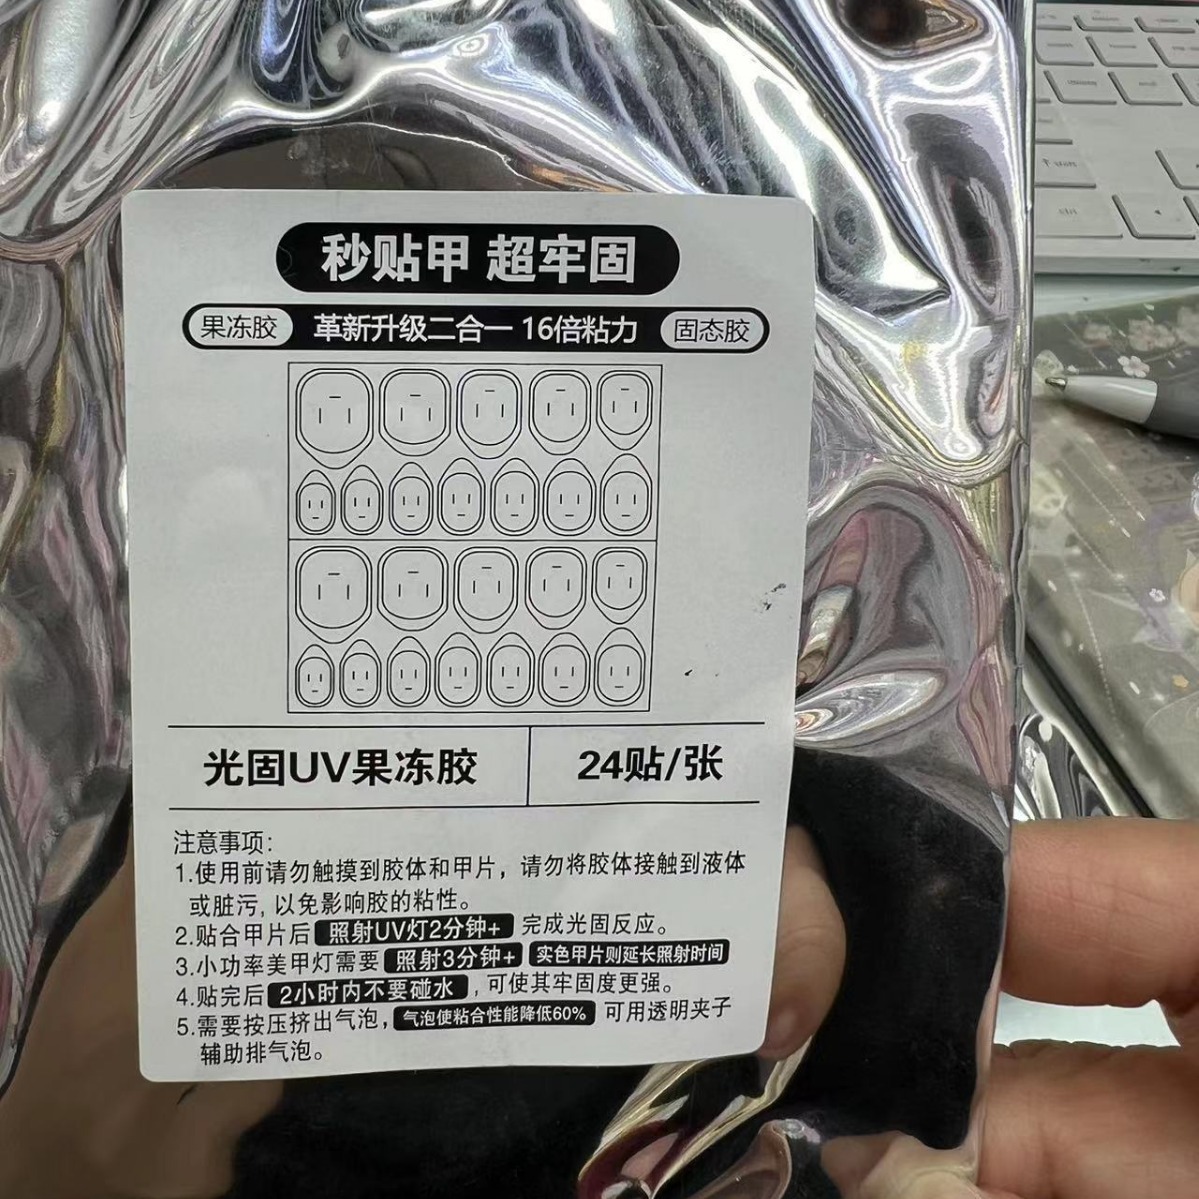 秒贴甲 超牢固
果冻胶 革新升级二合一 16倍粘力 固态胶
光固UV果冻胶 24贴/张
注意事项：
1.使用前请勿触摸到胶体和甲片，请勿将胶体接触到液体
或脏污，以免影响胶的粘性。
2.贴合甲片后 照射UV灯2分钟+ 完成光固反应。
3.小功率美甲灯需要 照射3分钟+ 实色甲片则延长照射时间
4.贴完后 2小时内不要碰水，可使其牢固度更强。
5.需要按压挤出气泡，气泡使粘合性能降低60% 可用透明夹子
辅助排气泡。